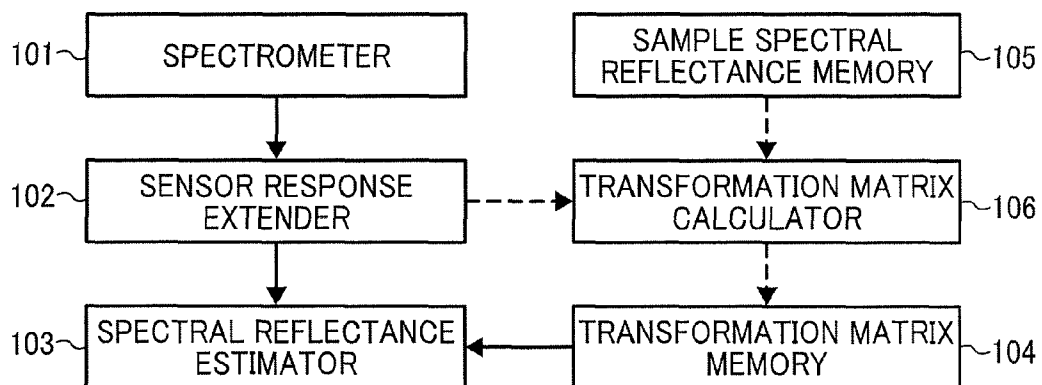 101
SPECTROMETER
SAMPLE SPECTRAL
REFLECTANCE MEMORY
105
102
SENSOR RESPONSE
EXTENDER
TRANSFORMATION MATRIX
CALCULATOR
106
103
SPECTRAL REFLECTANCE
ESTIMATOR
TRANSFORMATION MATRIX
MEMORY
104